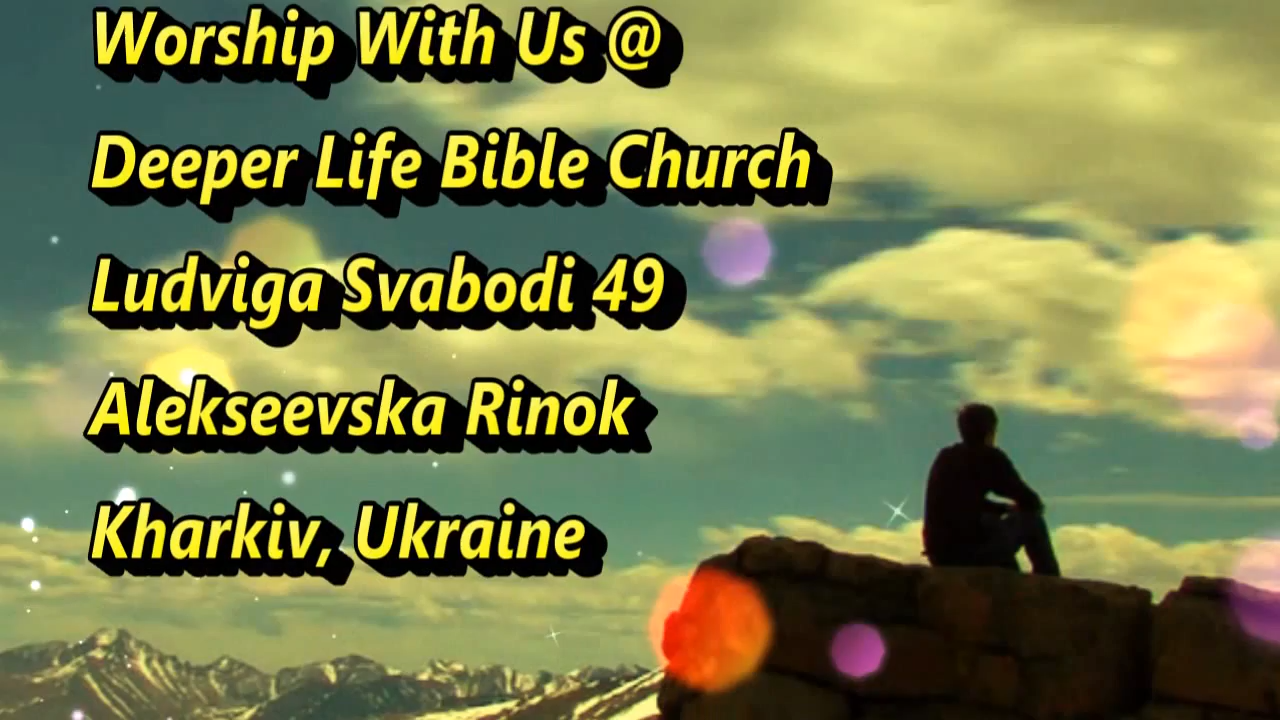 Worship With Us @
Deeper Life Bible Church
Ludviga Svabodi 49
Alekseevska Rinok
Kharkiv, Ukraine